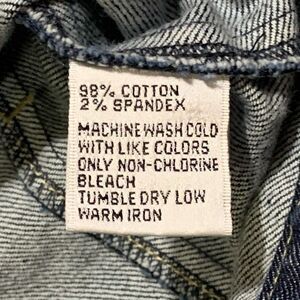 98% COTTON
2% SPANDEX
MACHINE WASH COLD
WITH LIKE COLORS
ONLY NON-CHLORINE
BLEACH
TUMBLE DRY LOW
WARM IRON